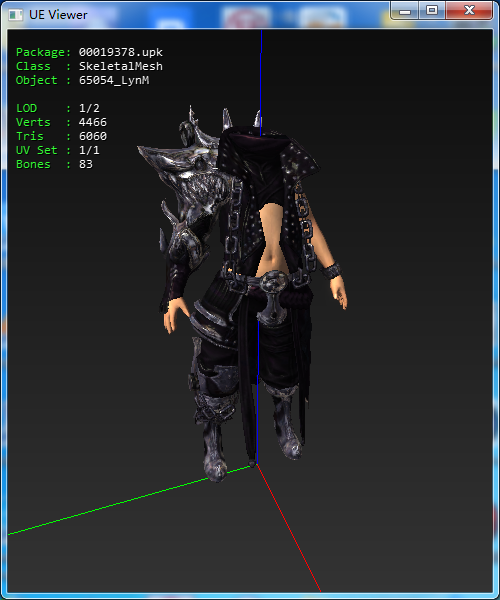 UE Viewer
Package: 00019378.upk
Class : SkeletalMesh
Object : 65054_LynM
LOD : 1/2
Verts : 4466
Tris : 6060
UV Set : 1/1
Bones : 83